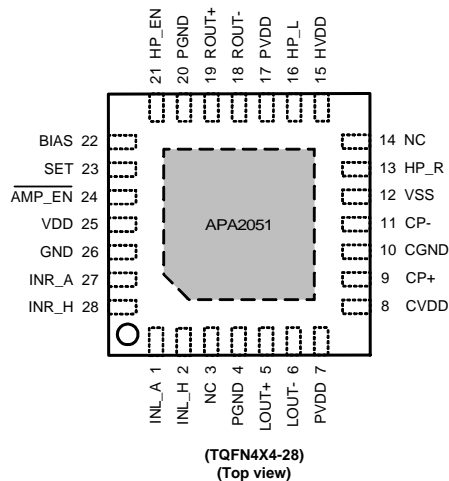 21 HP_EN
20 PGND
19 ROUT+
18 ROUT-
17 PVDD
16 HP_L
15 HVDD
BIAS 22
SET 23
AMP_EN 24
VDD 25
GND 26
INR_A 27
INR_H 28
APA2051
14 NC
13 HP_R
12 VSS
11 CP-
10 CGND
9 CP+
8 CVDD
INL_A 1
INL_H 2
NC 3
PGND 4
LOUT+ 5
LOUT- 6
PVDD 7
(TQFN4X4-28)
(Top view)